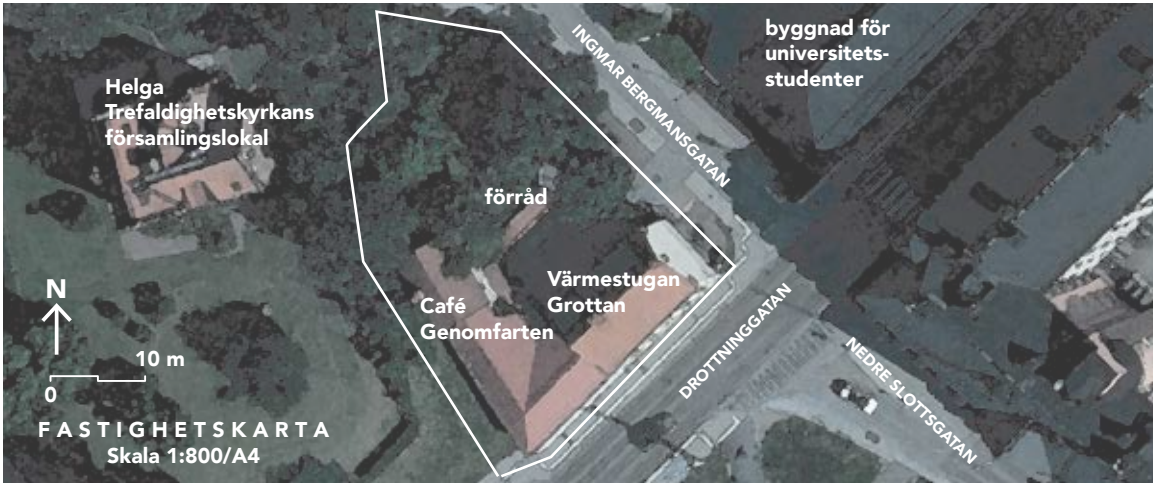 Helga
Trefaldighetskyrkans
församlingslokal
INGMAR BERGMANSGATAN
byggnad för
universitets-
studenter
förråd
Värmestugan
Grottan
Café
Genomfarten
DROTTNINGGATAN
NEDRE SLOTTSGATAN
N
10 m
0
FASTIGHETSKARTA
Skala 1:800/A4